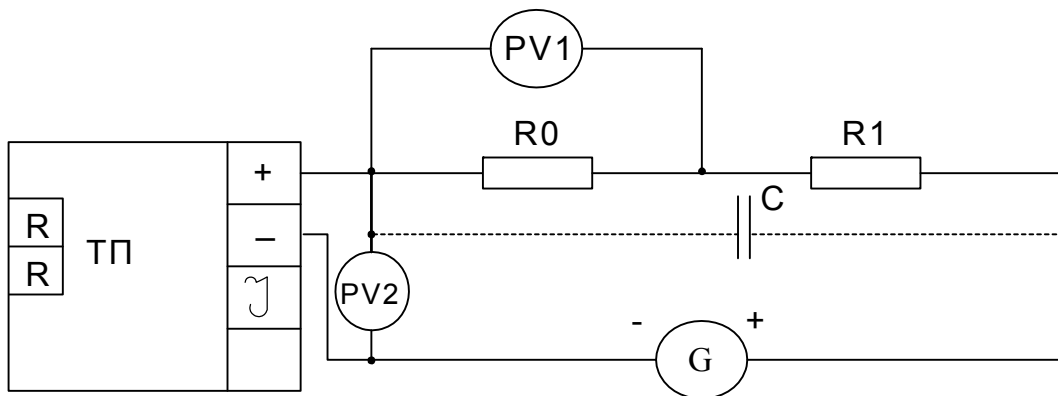 PV1
R0
R1
+
C
R
ТП
–
R
PV2
- +
G